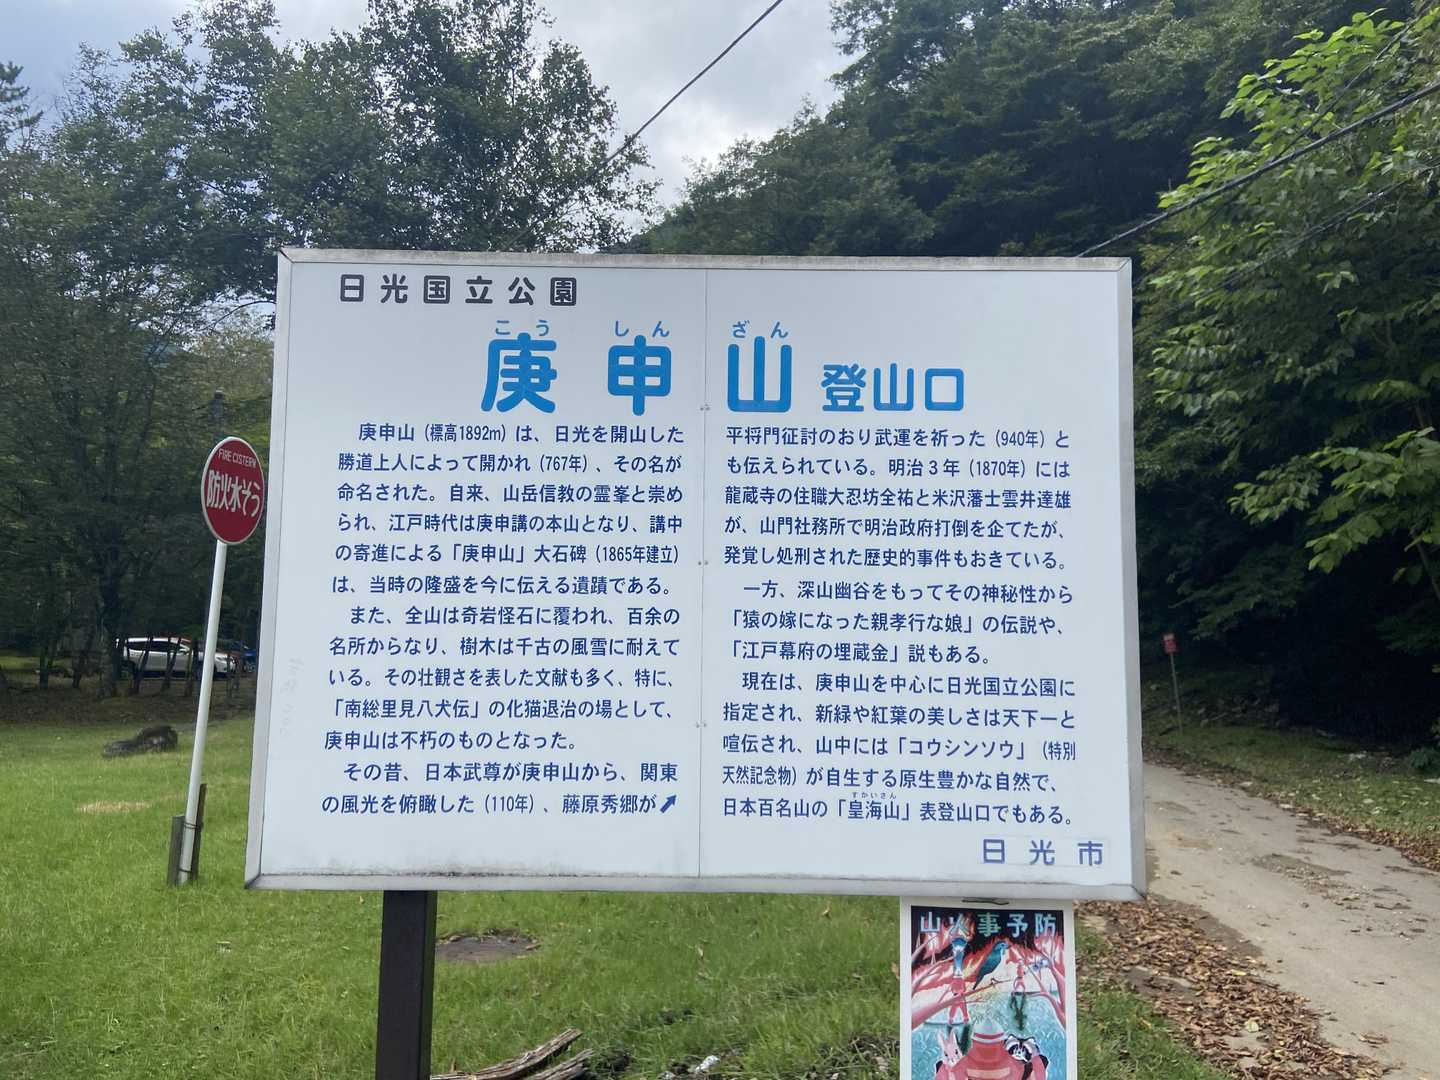 日光国立公園
こうしんざん
庚申山 登山口
庚申山（標高1892m）は、日光を開山した
勝道上人によって開かれ（767年）、その名が
命名された。自来、山岳信教の霊峯と崇め
られ、江戸時代は庚申講の本山となり、講中
の寄進による「庚申山」大石碑（1865年建立）
は、当時の隆盛を今に伝える遺蹟である。
また、全山は奇岩怪石に覆われ、百余の
名所からなり、樹木は千古の風雪に耐えて
いる。その壮観さを表した文献も多く、特に、
「南総里見八犬伝」の化猫退治の場として、
庚申山は不朽のものとなった。
その昔、日本武尊が庚申山から、関東
の風光を俯瞰した（110年）、藤原秀郷が↗
平将門征討のおり武運を祈った（940年）と
も伝えられている。明治3年（1870年）には
龍蔵寺の住職大忍坊全祐と米沢藩士雲井達雄
が、山門社務所で明治政府打倒を企てたが、
発覚し処刑された歴史的事件もおきている。
一方、深山幽谷をもってその神秘性から
「猿の嫁になった親孝行な娘」の伝説や、
「江戸幕府の埋蔵金」説もある。
現在は、庚申山を中心に日光国立公園に
指定され、新緑や紅葉の美しさは天下一と
喧伝され、山中には「コウシンソウ」（特別
天然記念物）が自生する原生豊かな自然で、
すかいさん
日本百名山の「皇海山」表登山口でもある。
日光市
FIRE CISTERN
防火水そう
山火事予防